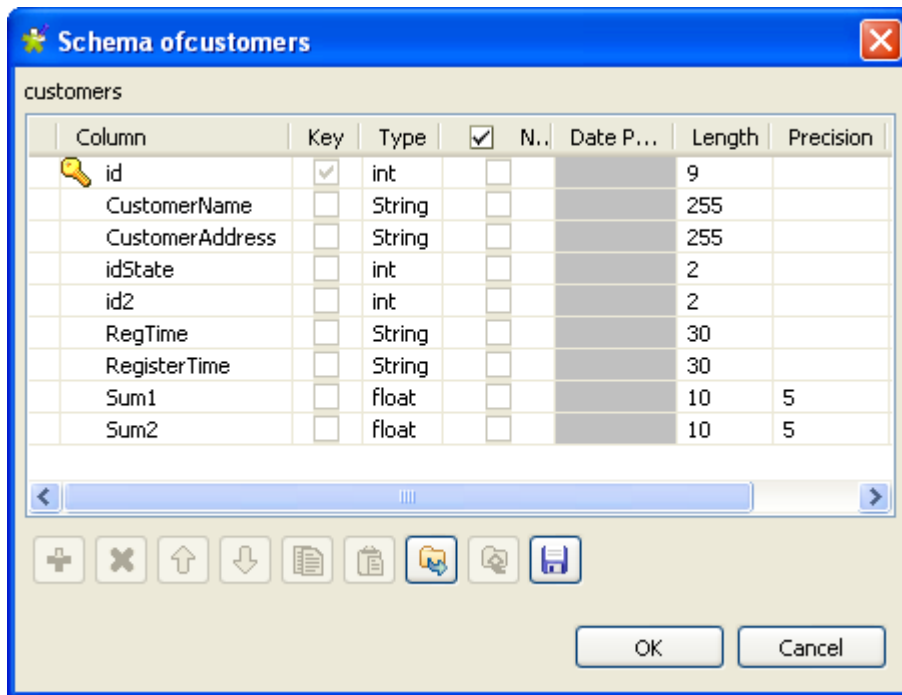 Schema ofcustomers
customers
Column Key Type N.. Date P... Length Precision
id int 9
CustomerName String 255
CustomerAddress String 255
idState int 2
id2 int 2
RegTime String 30
RegisterTime String 30
Sum1 float 10 5
Sum2 float 10 5
OK Cancel